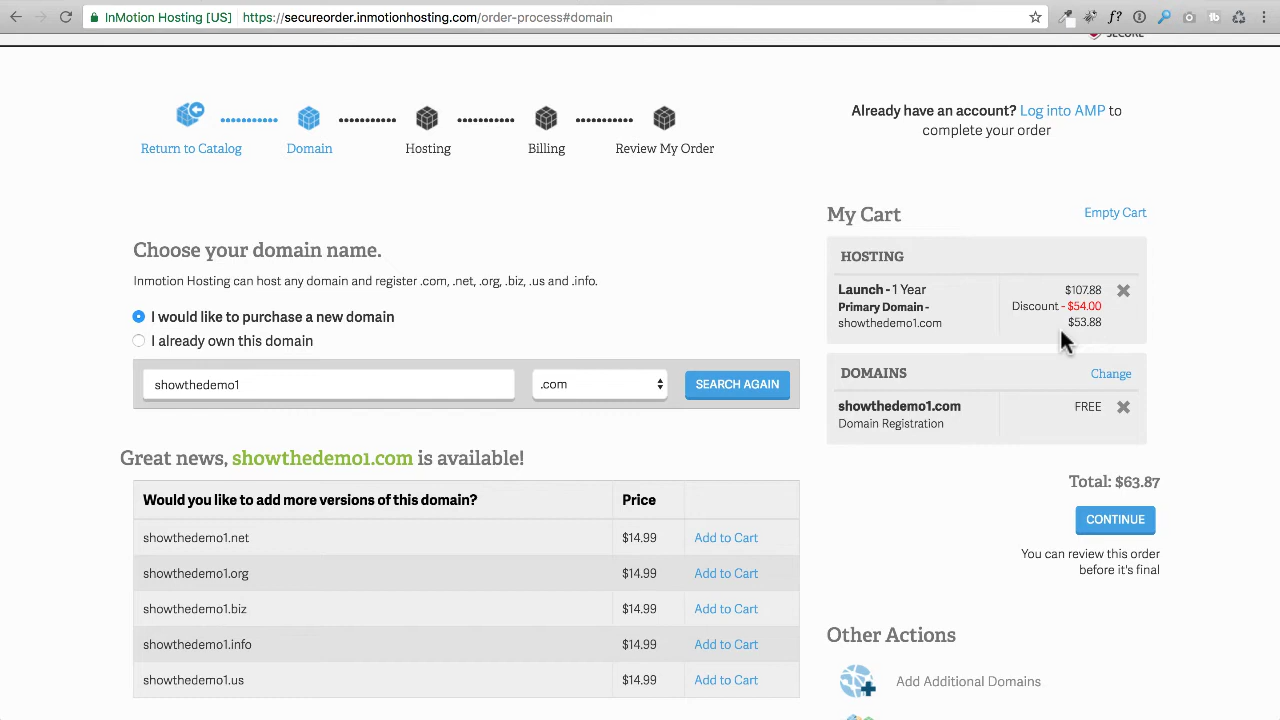 InMotion Hosting [US]
https://secureorder.inmotionhosting.com/order-process#domain
SECURE
Return to Catalog
Domain
Hosting
Billing
Review My Order
Already have an account? Log into AMP to
complete your order
Choose your domain name.
Inmotion Hosting can host any domain and register .com, .net, .org, .biz, .us and .info.
I would like to purchase a new domain
I already own this domain
showthedemo1
.com
SEARCH AGAIN
Great news, showthedemo1.com is available!
Would you like to add more versions of this domain? Price
showthedemo1.net $14.99 Add to Cart
showthedemo1.org $14.99 Add to Cart
showthedemo1.biz $14.99 Add to Cart
showthedemo1.info $14.99 Add to Cart
showthedemo1.us $14.99 Add to Cart
My Cart
Empty Cart
HOSTING
Launch - 1 Year $107.88
Primary Domain - Discount - $54.00
showthedemo1.com $53.88
DOMAINS
Change
showthedemo1.com FREE
Domain Registration
Total: $63.87
CONTINUE
You can review this order
before it's final
Other Actions
Add Additional Domains